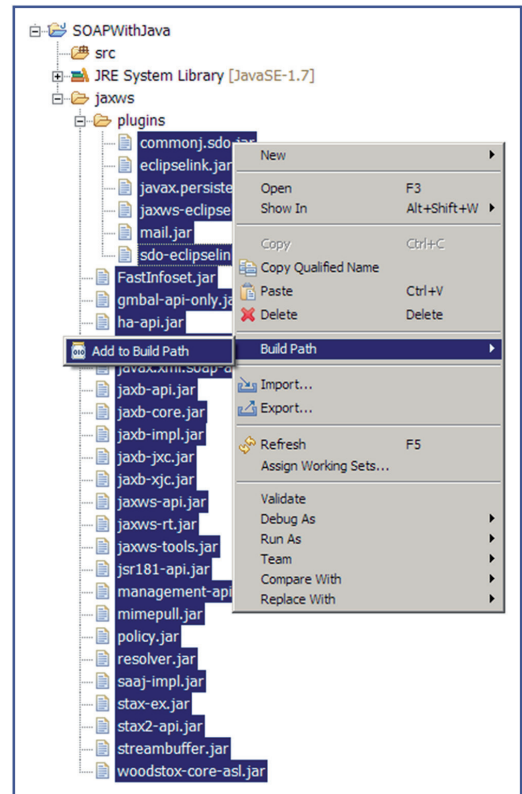 SOAPWithJava
src
JRE System Library [JavaSE-1.7]
jaxws
plugins
commonj.sdo.jar
eclipselink.jar
javax.persiste
jaxws-eclipse
mail.jar
sdo-eclipselin
FastInfoset.jar
gmbal-api-only.ja
ha-api.jar
javax.xml.soap-a
jaxb-api.jar
jaxb-core.jar
jaxb-impl.jar
jaxb-jxc.jar
jaxb-xjc.jar
jaxws-api.jar
jaxws-rt.jar
jaxws-tools.jar
jsr181-api.jar
management-api
mimepull.jar
policy.jar
resolver.jar
saaj-impl.jar
stax-ex.jar
stax2-api.jar
streambuffer.jar
woodstox-core-asl.jar
New
Open F3
Show In Alt+Shift+W
Copy Ctrl+C
Copy Qualified Name
Paste Ctrl+V
Delete Delete
Build Path
Add to Build Path
Import...
Export...
Refresh F5
Assign Working Sets...
Validate
Debug As
Run As
Team
Compare With
Replace With